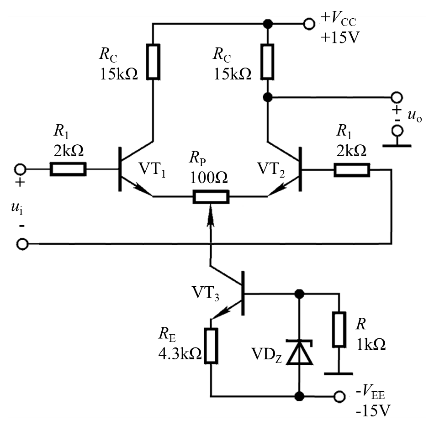 +V_CC
+15V
R_C
15kΩ
R_C
15kΩ
+
-
u_o
R_1
2kΩ
VT_1
R_P
100Ω
VT_2
R_1
2kΩ
+
u_i
-
VT_3
R_E
4.3kΩ
VD_Z
R
1kΩ
-V_EE
-15V